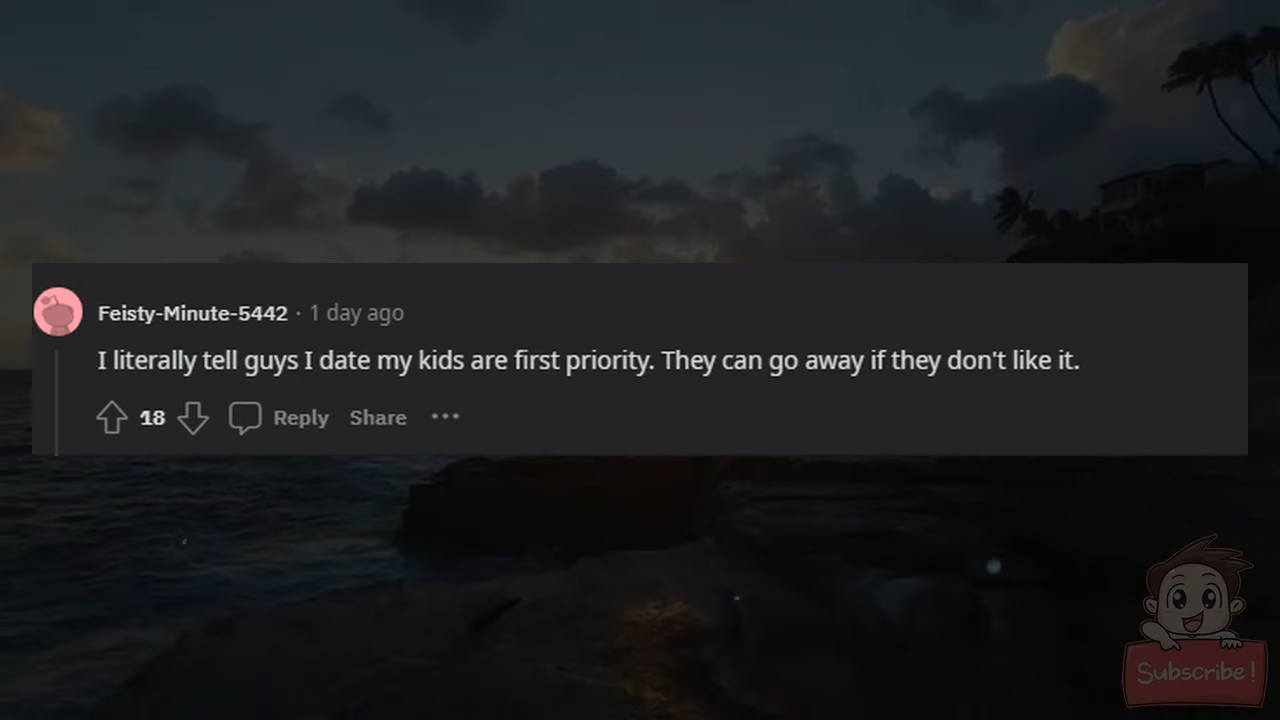 Feisty-Minute-5442 · 1 day ago
I literally tell guys I date my kids are first priority. They can go away if they don't like it.
18 Reply Share ...
Subscribe!